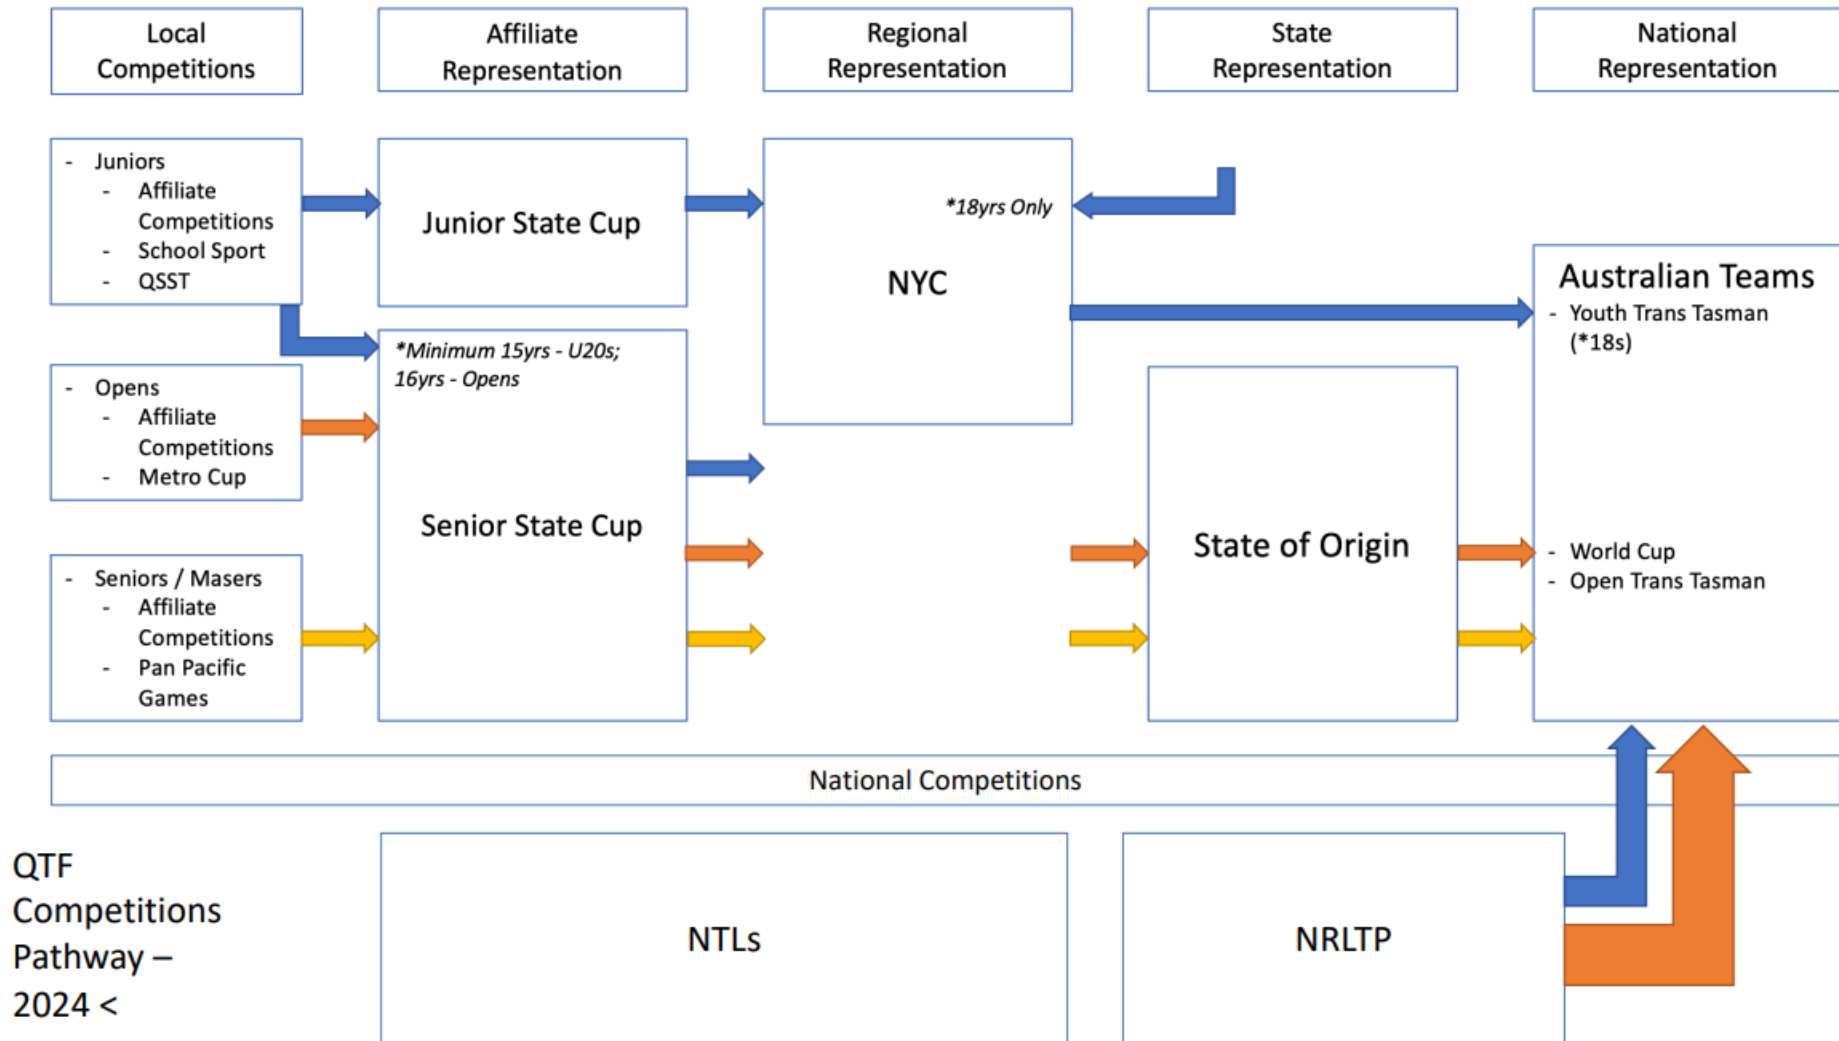 Local
Competitions
Affiliate
Representation
Regional
Representation
State
Representation
National
Representation
- Juniors
- Affiliate
Competitions
- School Sport
- QSST
Junior State Cup
*18yrs Only
NYC
Australian Teams
- Youth Trans Tasman
(*18s)
*Minimum 15yrs - U20s;
16yrs - Opens
- Opens
- Affiliate
Competitions
- Metro Cup
Senior State Cup
State of Origin
- World Cup
- Open Trans Tasman
- Seniors / Masers
- Affiliate
Competitions
- Pan Pacific
Games
National Competitions
QTF
Competitions
Pathway –
2024 <
NTLs
NRLTP